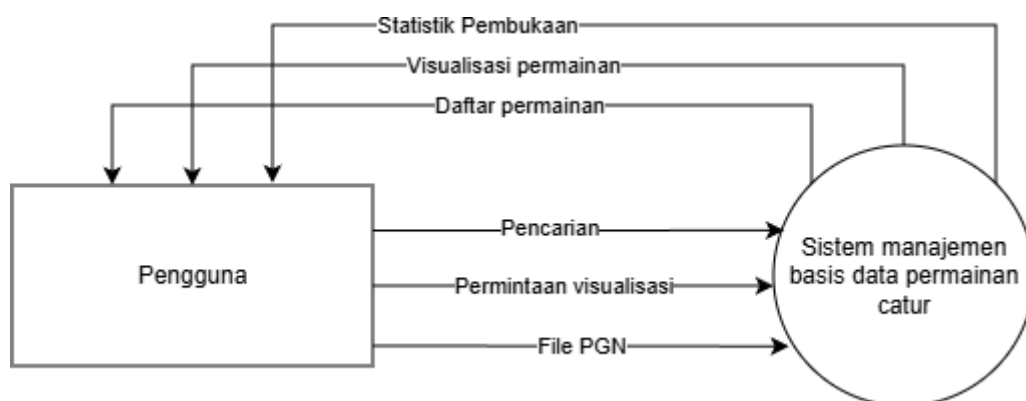 Statistik Pembukaan
Visualisasi permainan
Daftar permainan
Pengguna
Pencarian
Permintaan visualisasi
File PGN
Sistem manajemen
basis data permainan
catur